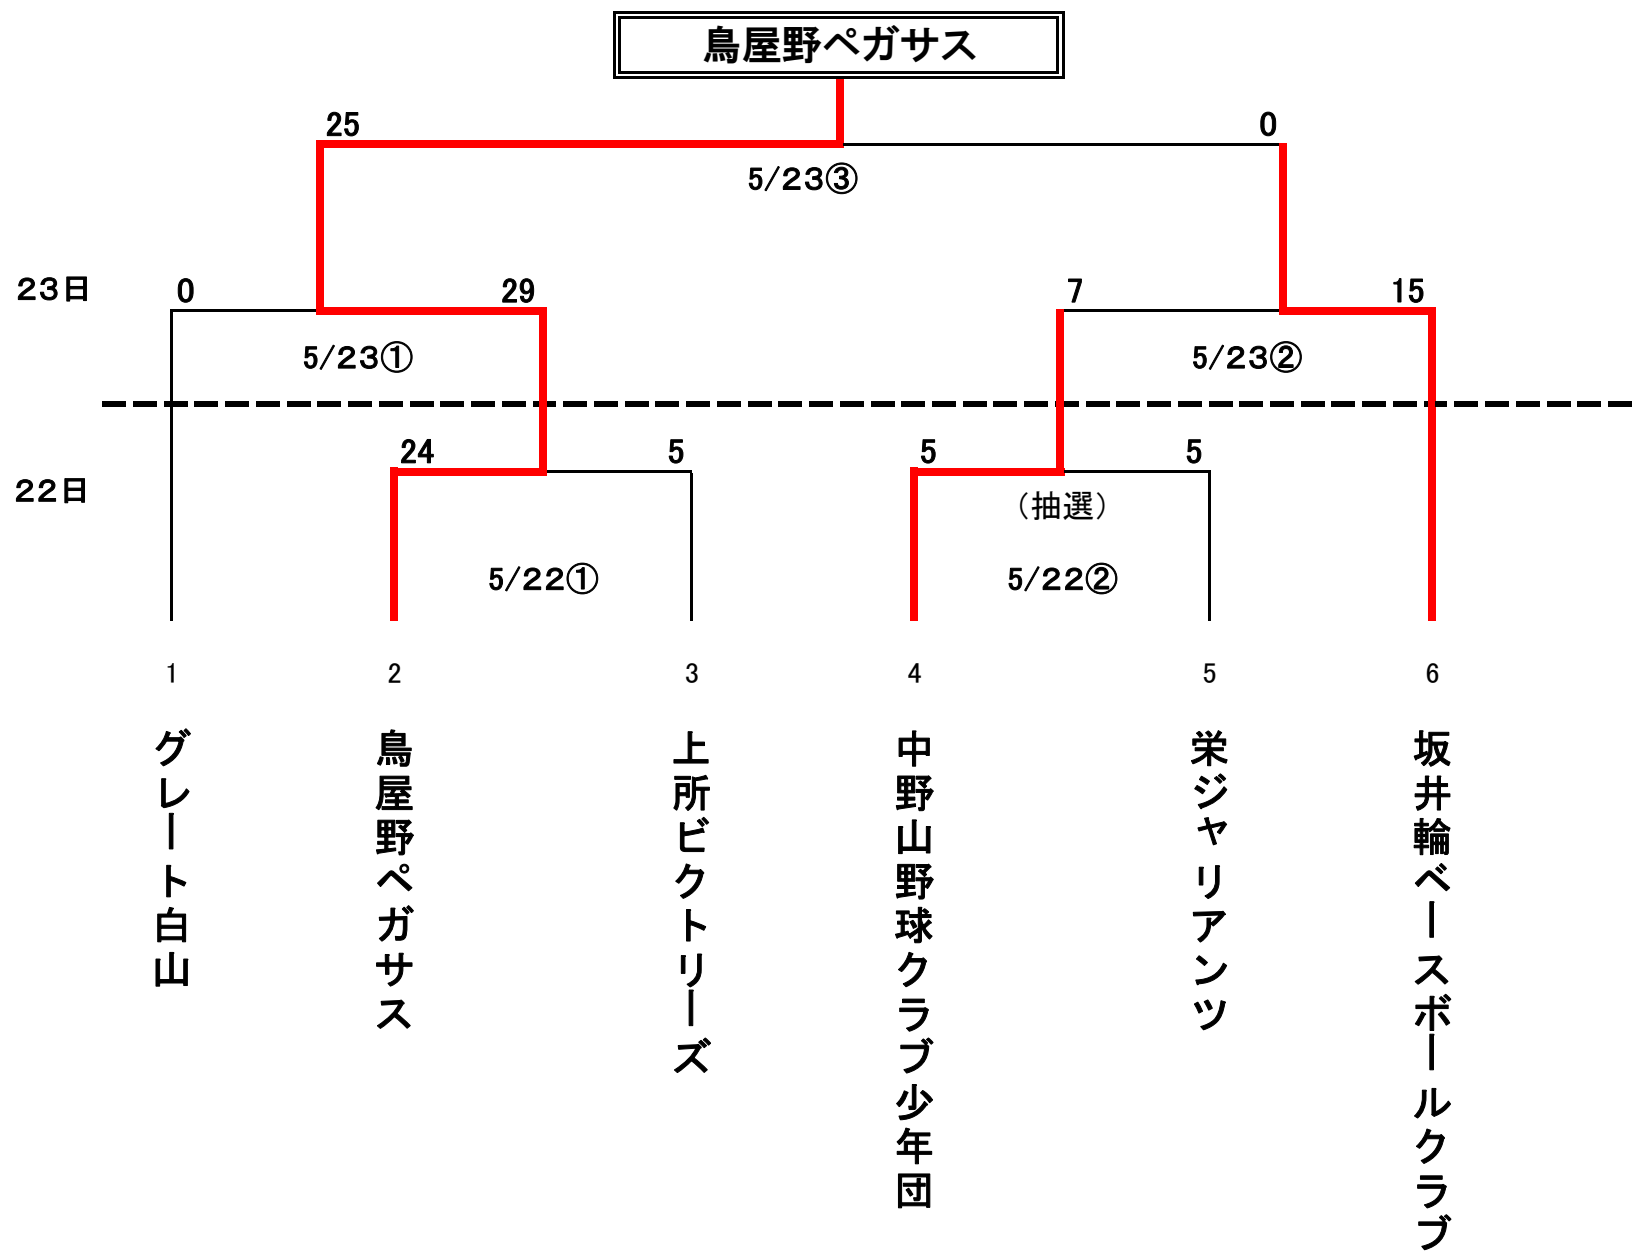 鳥屋野ペガサス
25
0
5/23③
23日
0
29
7
15
5/23①
5/23②
24
5
5
5
22日
(抽選)
5/22①
5/22②
1
2
3
4
5
6
グレート白山
鳥屋野ペガサス
上所ビクトリーズ
中野山野球クラブ少年団
栄ジャリアンツ
坂井輪ベースボールクラブ